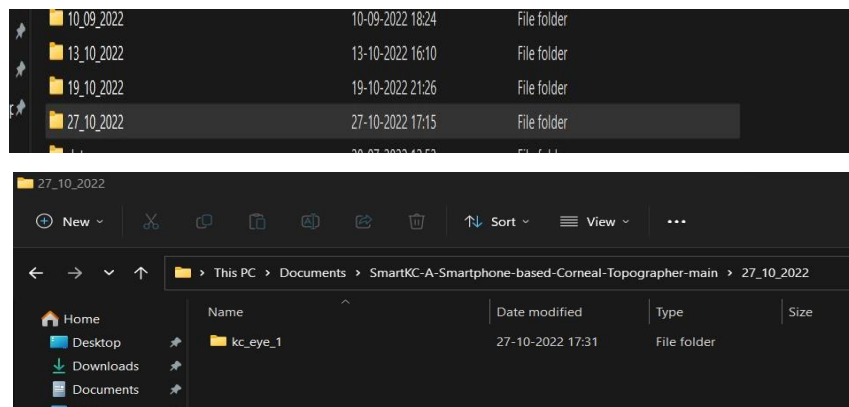 10_09_2022 10-09-2022 18:24 File folder
13_10_2022 13-10-2022 16:10 File folder
19_10_2022 19-10-2022 21:26 File folder
27_10_2022 27-10-2022 17:15 File folder
27_10_2022
New Sort View
This PC > Documents > SmartKC-A-Smartphone-based-Corneal-Topographer-main > 27_10_2022
Name Date modified Type Size
Home
kc_eye_1 27-10-2022 17:31 File folder
Desktop
Downloads
Documents